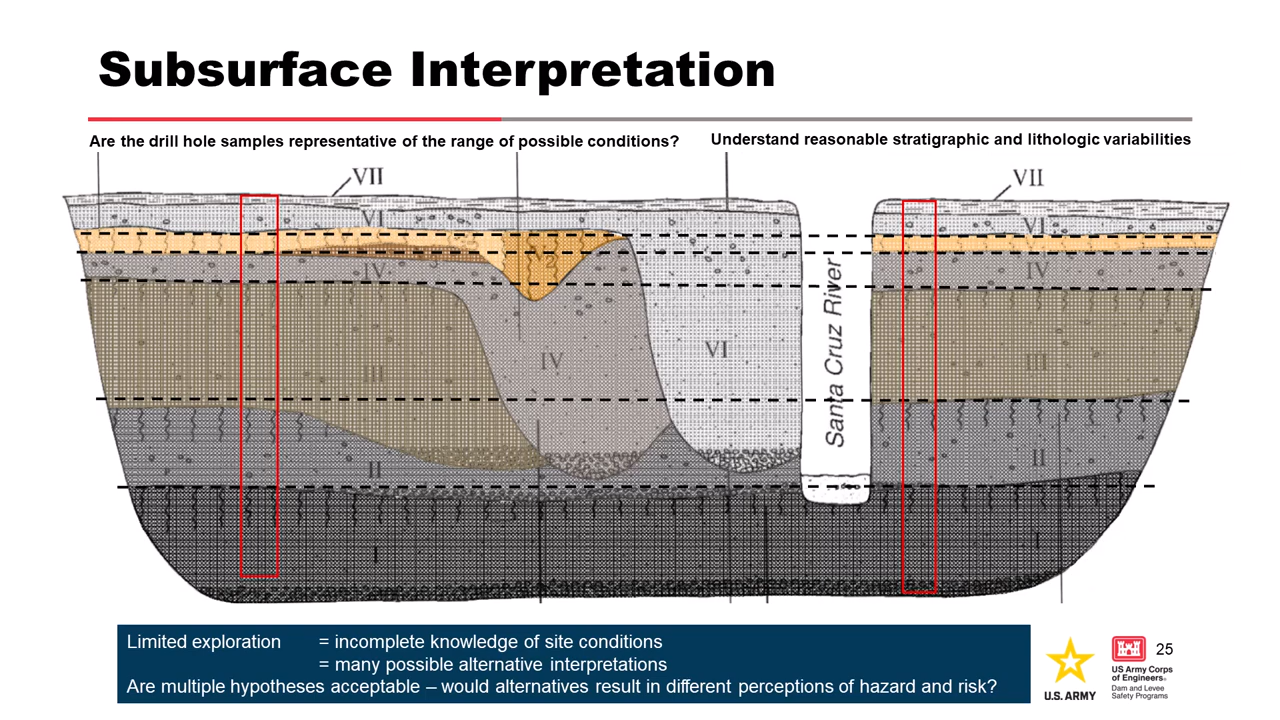 Subsurface Interpretation
Are the drill hole samples representative of the range of possible conditions?
Understand reasonable stratigraphic and lithologic variabilities
VII
VII
VI
VI
IV
IV
III
IV
VI
III
II
II
I
I
Santa Cruz River
Limited exploration = incomplete knowledge of site conditions
= many possible alternative interpretations
Are multiple hypotheses acceptable – would alternatives result in different perceptions of hazard and risk?
U.S. ARMY
US Army Corps
of Engineers®
Dam and Levee
Safety Programs
25